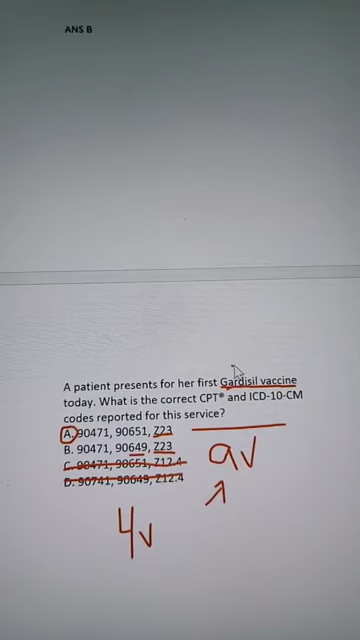 ANS B
A patient presents for her first Gardisil vaccine
today. What is the correct CPT® and ICD-10-CM
codes reported for this service?
A. 90471, 90651, Z23
B. 90471, 90649, Z23
C. 90471, 90651, Z12.4
D. 90741, 90649, Z12.4
9v
4v